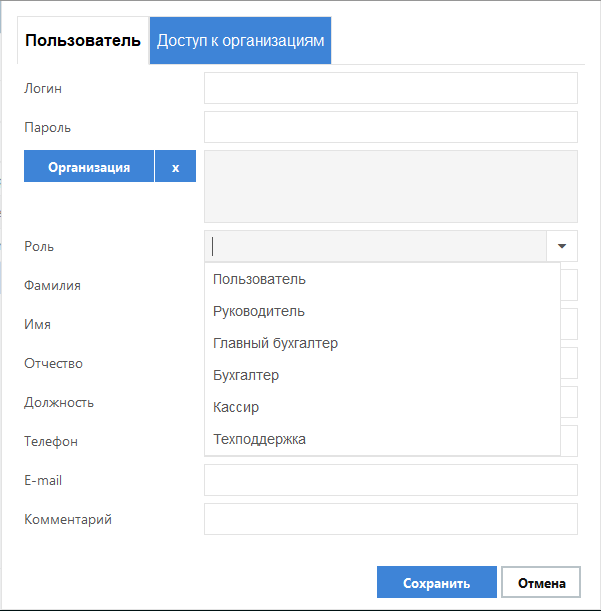 Пользователь Доступ к организациям
Логин
Пароль
Организация x
Роль
Пользователь
Фамилия
Руководитель
Имя
Главный бухгалтер
Отчество
Бухгалтер
Должность
Кассир
Телефон
Техподдержка
E-mail
Комментарий
Сохранить Отмена